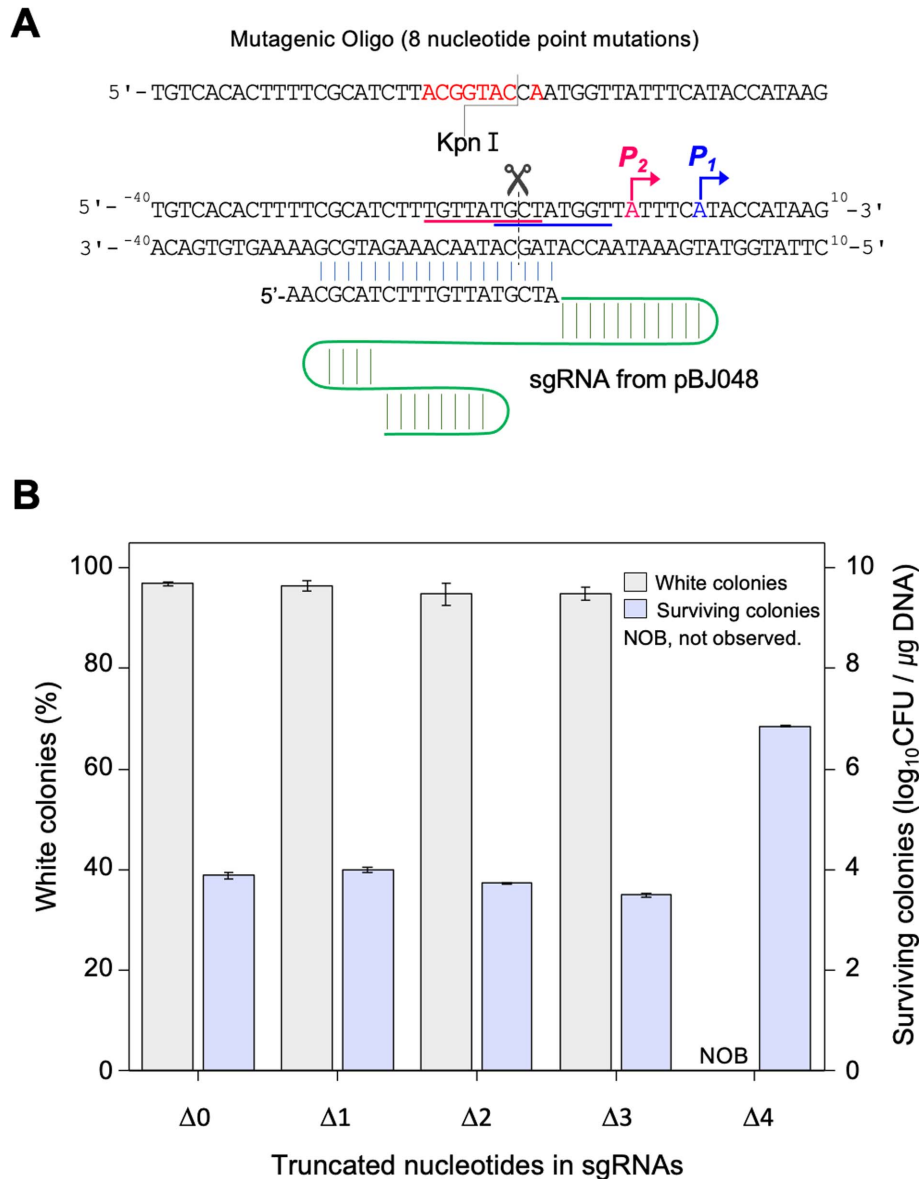 A
Mutagenic Oligo (8 nucleotide point mutations)
5'-TGTCACACTTTTCGCATCTTACGGTACCAATGGTTATTTCATACCATAAG
Kpn I
P2 P1
5'- -40TGTCACACTTTTCGCATCTTTGTTATGCTATGGTTATTTCATACCATAAG10-3'
3'- -40ACAGTGTGAAAAGCGTAGAAACAATACGATACCAATAAAGTATGGTATTC10-5'
5'-AACGCATCTTTGTTATGCTA
sgRNA from pBJ048
B
100
80
60
40
20
0
White colonies (%)
White colonies
Surviving colonies
NOB, not observed.
NOB
10
8
6
4
2
0
Surviving colonies (log10CFU / µg DNA)
Δ0 Δ1 Δ2 Δ3 Δ4
Truncated nucleotides in sgRNAs